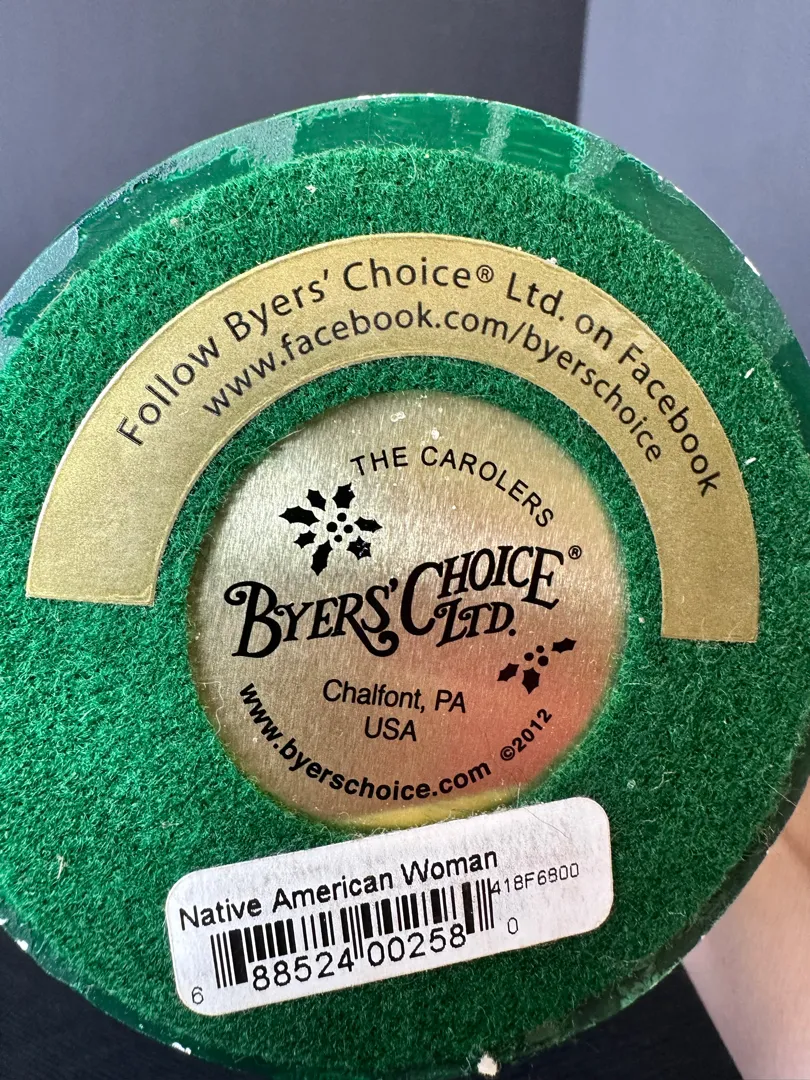 Follow Byers' Choice® Ltd. on Facebook
www.facebook.com/byerschoice
THE CAROLERS
BYERS' CHOICE®
LTD.
Chalfont, PA
USA
www.byerschoice.com ©2012
Native American Woman
418F6800
6 88524 00258 0